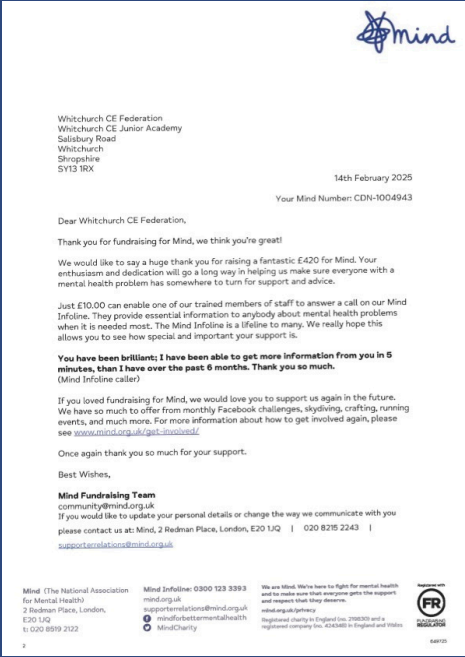 mind
Whitchurch CE Federation
Whitchurch CE Junior Academy
Salisbury Road
Whitchurch
Shropshire
SY13 1RX
14th February 2025
Your Mind Number: CDN-1004943
Dear Whitchurch CE Federation,
Thank you for fundraising for Mind, we think you're great!
We would like to say a huge thank you for raising a fantastic £420 for Mind. Your
enthusiasm and dedication will go a long way in helping us make sure everyone with a
mental health problem has somewhere to turn for support and advice.
Just £10.00 can enable one of our trained members of staff to answer a call on our Mind
Infoline. They provide essential information to anybody about mental health problems
when it is needed most. The Mind Infoline is a lifeline to many. We really hope this
allows you to see how special and important your support is.
You have been brilliant; I have been able to get more information from you in 5
minutes, than I have over the past 6 months. Thank you so much.
(Mind Infoline caller)
If you loved fundraising for Mind, we would love you to support us again in the future.
We have so much to offer from monthly Facebook challenges, skydiving, crafting, running
events, and much more. For more information about how to get involved again, please
see www.mind.org.uk/get-involved/
Once again thank you so much for your support.
Best Wishes,
Mind Fundraising Team
community@mind.org.uk
If you would like to update your personal details or change the way we communicate with you
please contact us at: Mind, 2 Redman Place, London, E20 1JQ | 020 8215 2243 |
supporterrelations@mind.org.uk
Mind (The National Association
for Mental Health)
2 Redman Place, London,
E20 1JQ
t: 020 8519 2122
Mind Infoline: 0300 123 3393
mind.org.uk
supporterrelations@mind.org.uk
mindforbettermentalhealth
MindCharity
We are Mind. We're here to fight for mental health
and to make sure that everyone gets the support
and respect that they deserve.
mind.org.uk/privacy
Registered charity in England (no. 219830) and a
registered company (no. 424348) in England and Wales
Registered with
FR
FUNDRAISING
REGULATOR
2